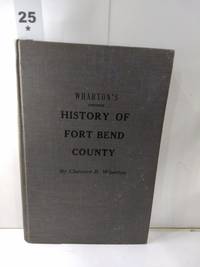 25
*
WHARTON'S
HISTORY OF
FORT BEND
COUNTY
By Clarence R. Wharton